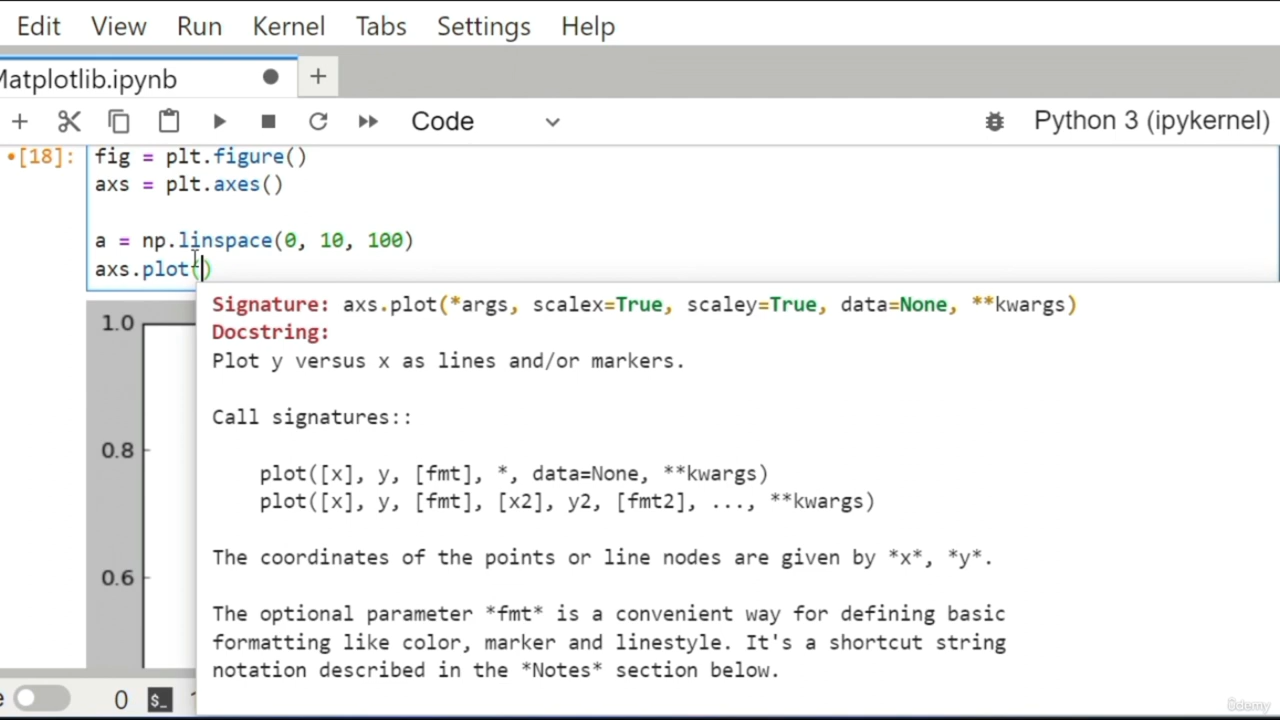 Edit View Run Kernel Tabs Settings Help
Matplotlib.ipynb
Code Python 3 (ipykernel)
[18]: fig = plt.figure()
axs = plt.axes()
a = np.linspace(0, 10, 100)
axs.plot()
Signature: axs.plot(*args, scalex=True, scaley=True, data=None, **kwargs)
Docstring:
Plot y versus x as lines and/or markers.
Call signatures::
plot([x], y, [fmt], *, data=None, **kwargs)
plot([x], y, [fmt], [x2], y2, [fmt2], ..., **kwargs)
The coordinates of the points or line nodes are given by *x*, *y*.
The optional parameter *fmt* is a convenient way for defining basic
formatting like color, marker and linestyle. It's a shortcut string
notation described in the *Notes* section below.
1.0
0.8
0.6
0 $_
Udemy